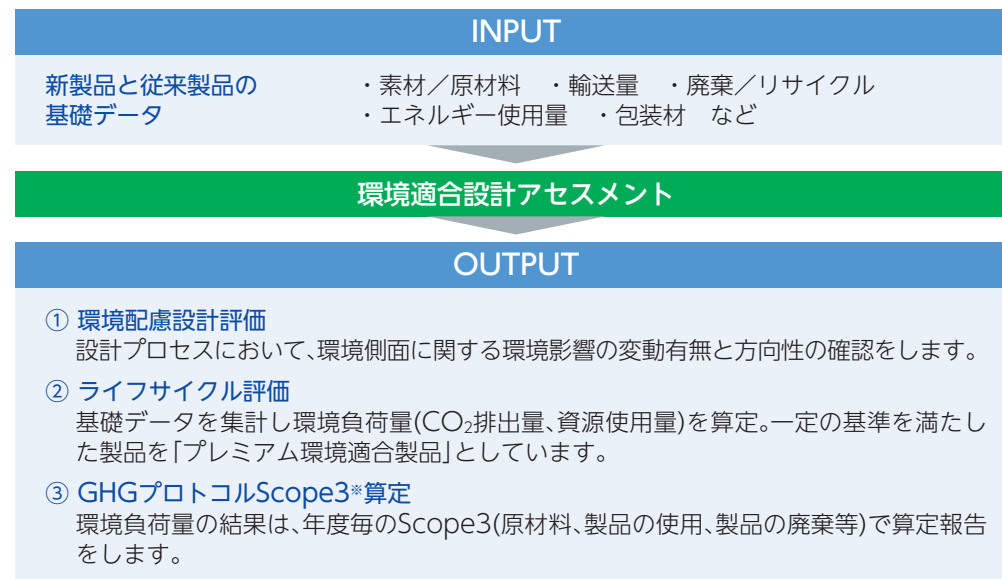 INPUT
新製品と従来製品の
基礎データ
・素材／原材料 ・輸送量 ・廃棄／リサイクル
・エネルギー使用量 ・包装材 など
環境適合設計アセスメント
OUTPUT
① 環境配慮設計評価
設計プロセスにおいて、環境側面に関する環境影響の変動有無と方向性の確認をします。
② ライフサイクル評価
基礎データを集計し環境負荷量(CO₂排出量、資源使用量)を算定。一定の基準を満たし
た製品を「プレミアム環境適合製品」としています。
③ GHGプロトコルScope3※算定
環境負荷量の結果は、年度毎のScope3(原材料、製品の使用、製品の廃棄等)で算定報告
をします。